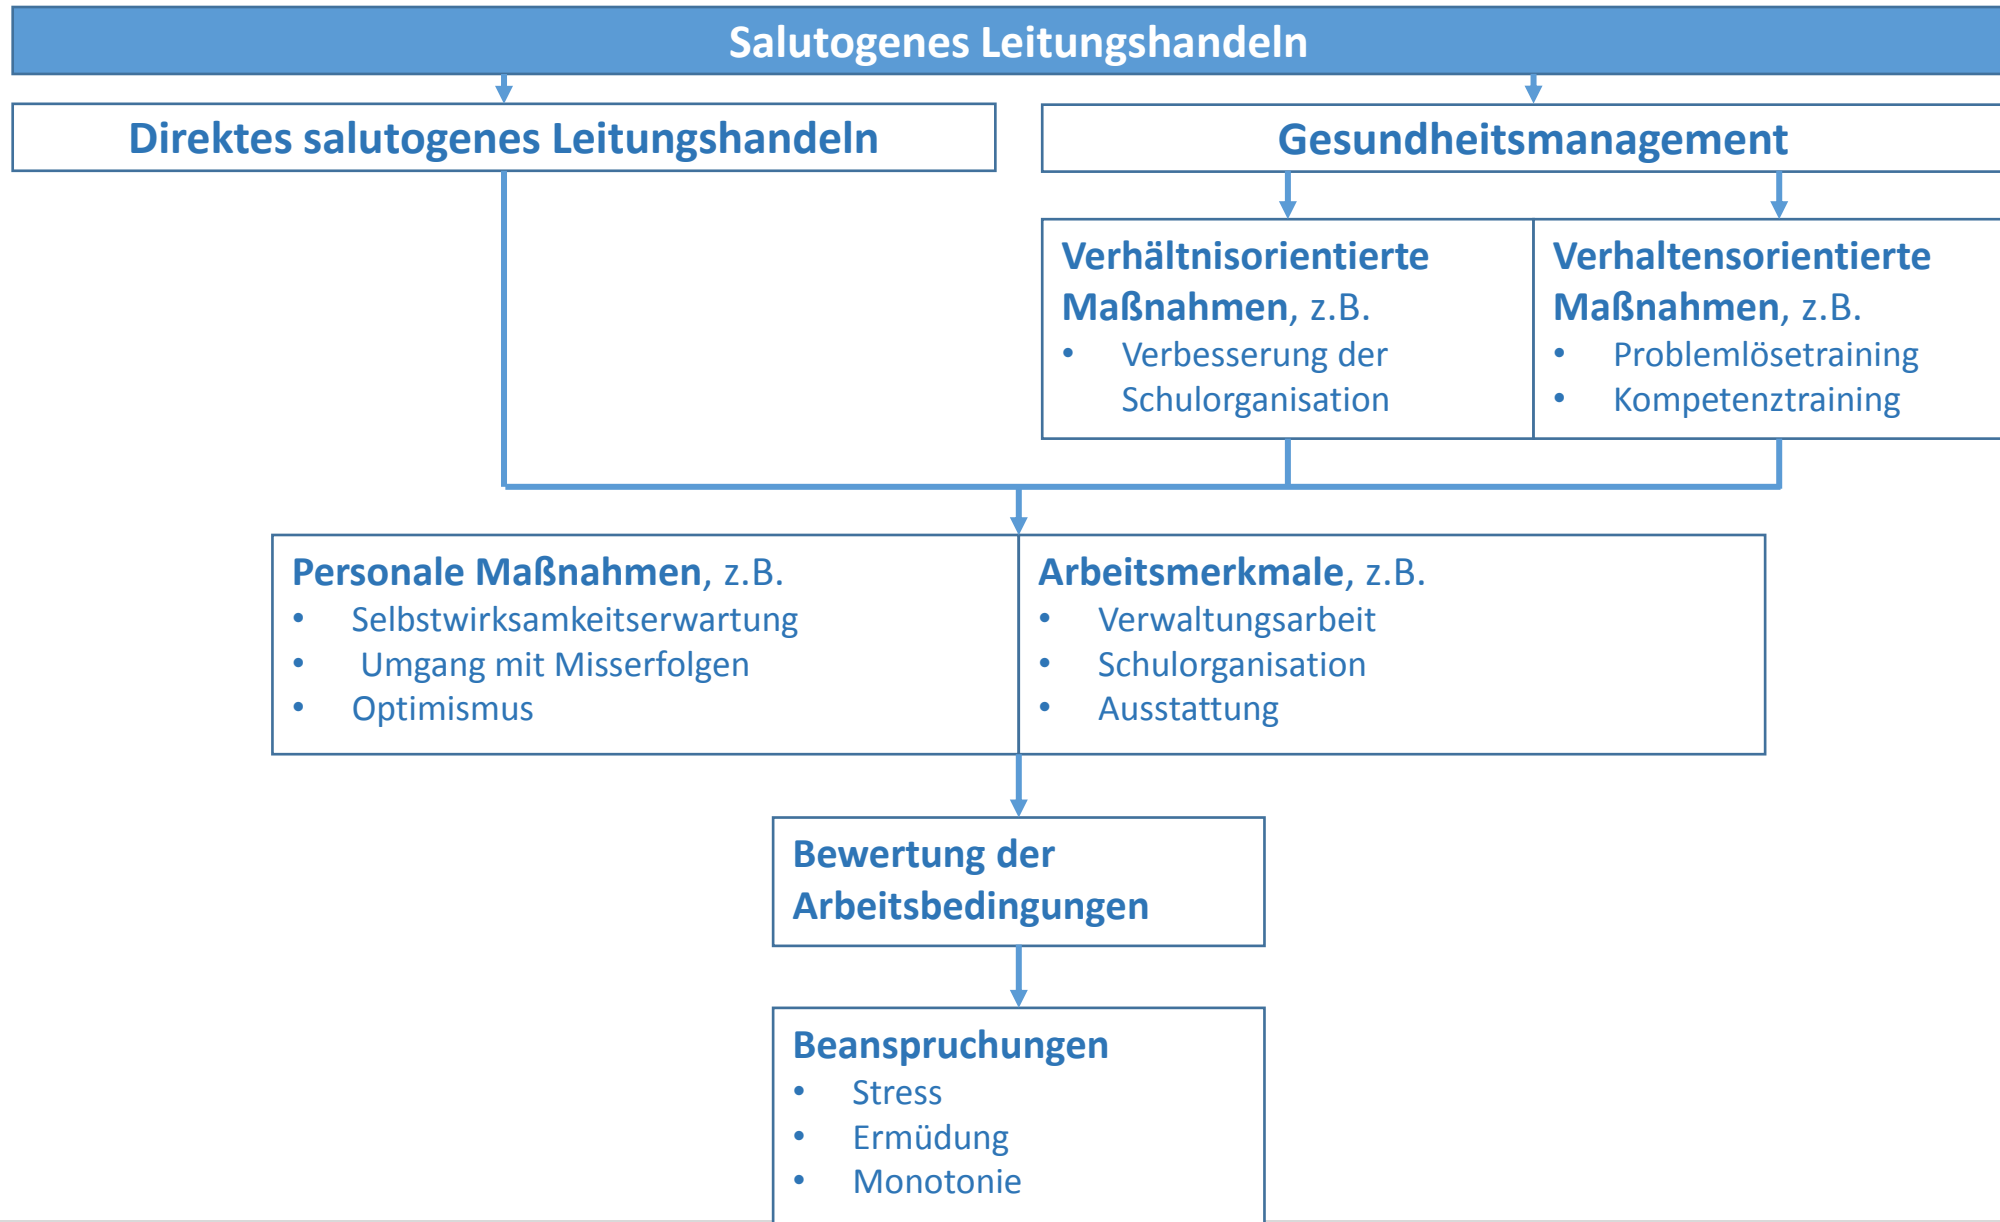 Salutogenes Leitungshandeln
Direktes salutogenes Leitungshandeln
Gesundheitsmanagement
Verhältnisorientierte
Maßnahmen, z.B.
• Verbesserung der
Schulorganisation
Verhaltensorientierte
Maßnahmen, z.B.
• Problemlösetraining
• Kompetenztraining
Personale Maßnahmen, z.B.
• Selbstwirksamkeitserwartung
• Umgang mit Misserfolgen
• Optimismus
Arbeitsmerkmale, z.B.
• Verwaltungsarbeit
• Schulorganisation
• Ausstattung
Bewertung der
Arbeitsbedingungen
Beanspruchungen
• Stress
• Ermüdung
• Monotonie